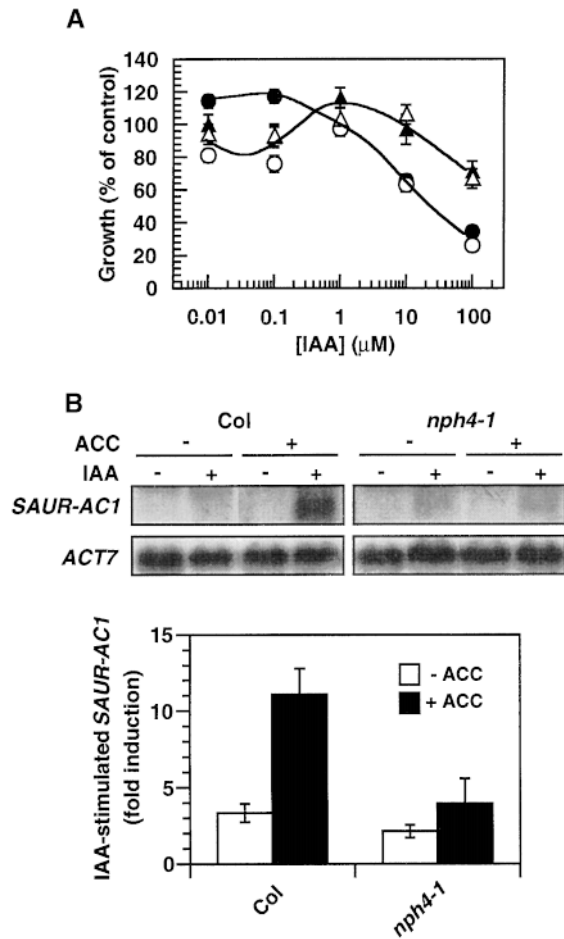 A
Growth (% of control)
140
120
100
80
60
40
20
0
0.01 0.1 1 10 100
[IAA] (μM)
B
Col nph4-1
ACC - + - +
IAA - + - + - + - +
SAUR-AC1
ACT7
IAA-stimulated SAUR-AC1
(fold induction)
15
10
5
0
- ACC
+ ACC
Col nph4-1